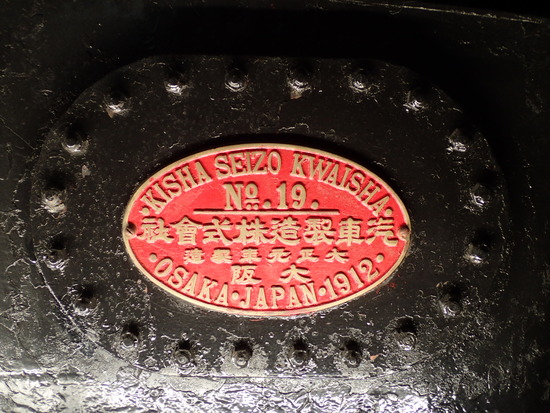 KISHA SEIZO KWAISHA.
No. 19.
汽車製造株式會社
大正元年製造
大阪
OSAKA・JAPAN・1912・